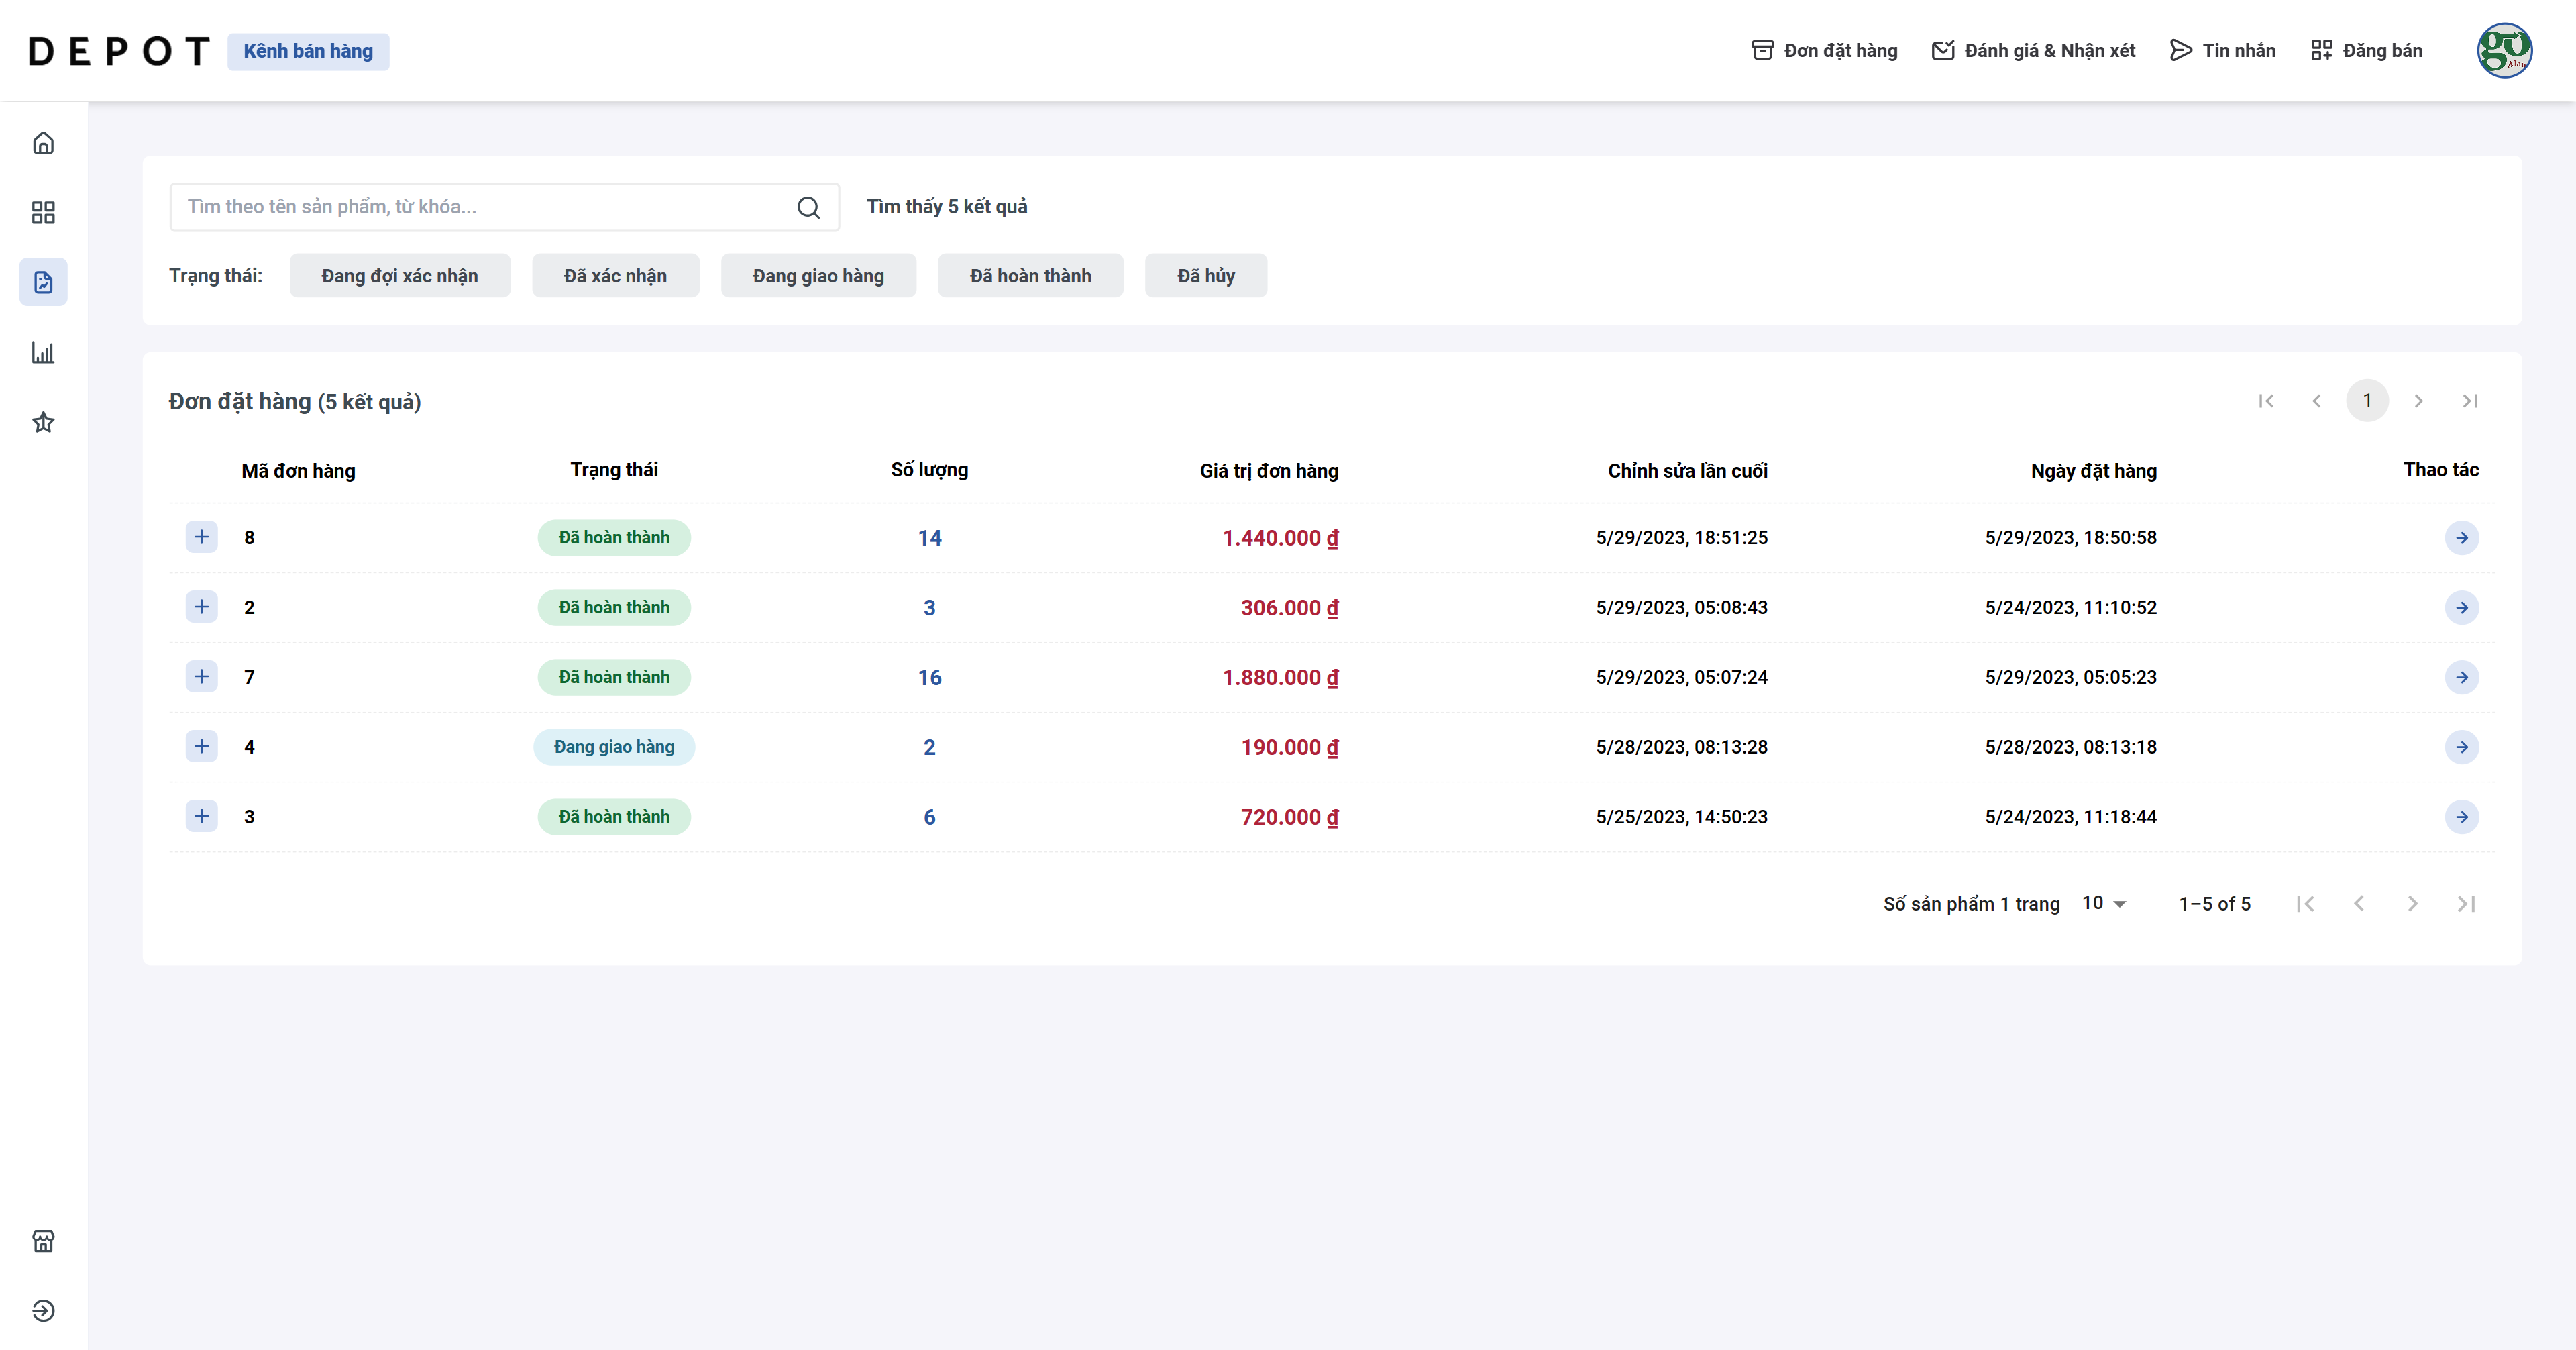 DEPOT Kênh bán hàng Đơn đặt hàng Đánh giá & Nhận xét Tin nhắn Đăng bán go Alan
Tìm theo tên sản phẩm, từ khóa... Tìm thấy 5 kết quả
Trạng thái: Đang đợi xác nhận Đã xác nhận Đang giao hàng Đã hoàn thành Đã hủy
Đơn đặt hàng (5 kết quả) 1
Mã đơn hàng Trạng thái Số lượng Giá trị đơn hàng Chỉnh sửa lần cuối Ngày đặt hàng Thao tác
8 Đã hoàn thành 14 1.440.000 ₫ 5/29/2023, 18:51:25 5/29/2023, 18:50:58
2 Đã hoàn thành 3 306.000 ₫ 5/29/2023, 05:08:43 5/24/2023, 11:10:52
7 Đã hoàn thành 16 1.880.000 ₫ 5/29/2023, 05:07:24 5/29/2023, 05:05:23
4 Đang giao hàng 2 190.000 ₫ 5/28/2023, 08:13:28 5/28/2023, 08:13:18
3 Đã hoàn thành 6 720.000 ₫ 5/25/2023, 14:50:23 5/24/2023, 11:18:44
Số sản phẩm 1 trang 10 1–5 of 5